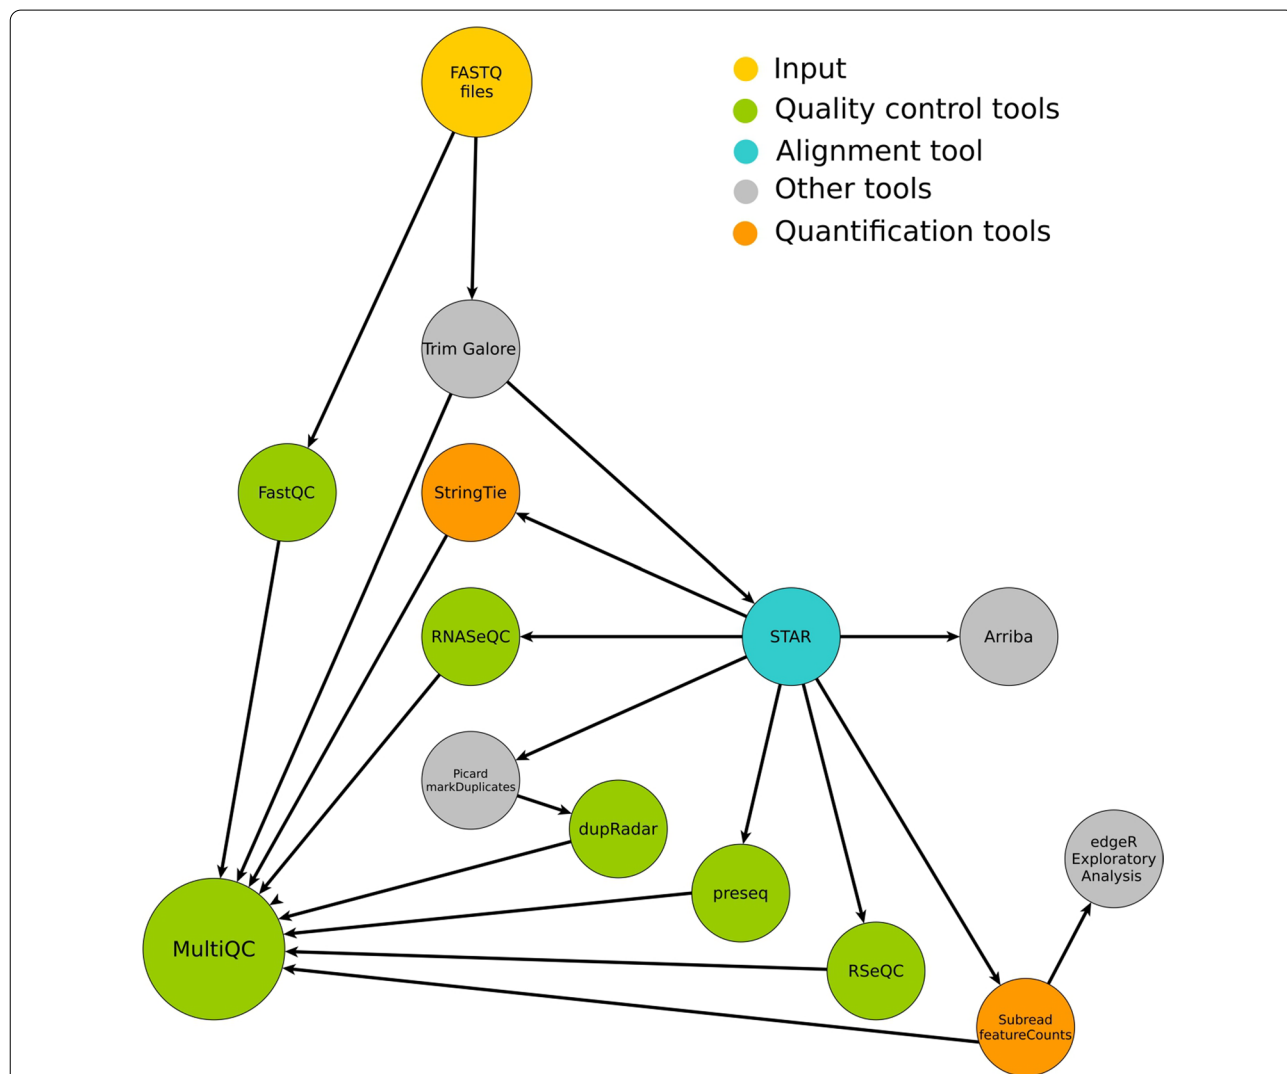 FASTQ
files
Input
Quality control tools
Alignment tool
Other tools
Quantification tools
Trim Galore
FastQC
StringTie
RNASeQC
STAR
Arriba
Picard
markDuplicates
dupRadar
preseq
edgeR
Exploratory
Analysis
MultiQC
RSeQC
Subread
featureCounts